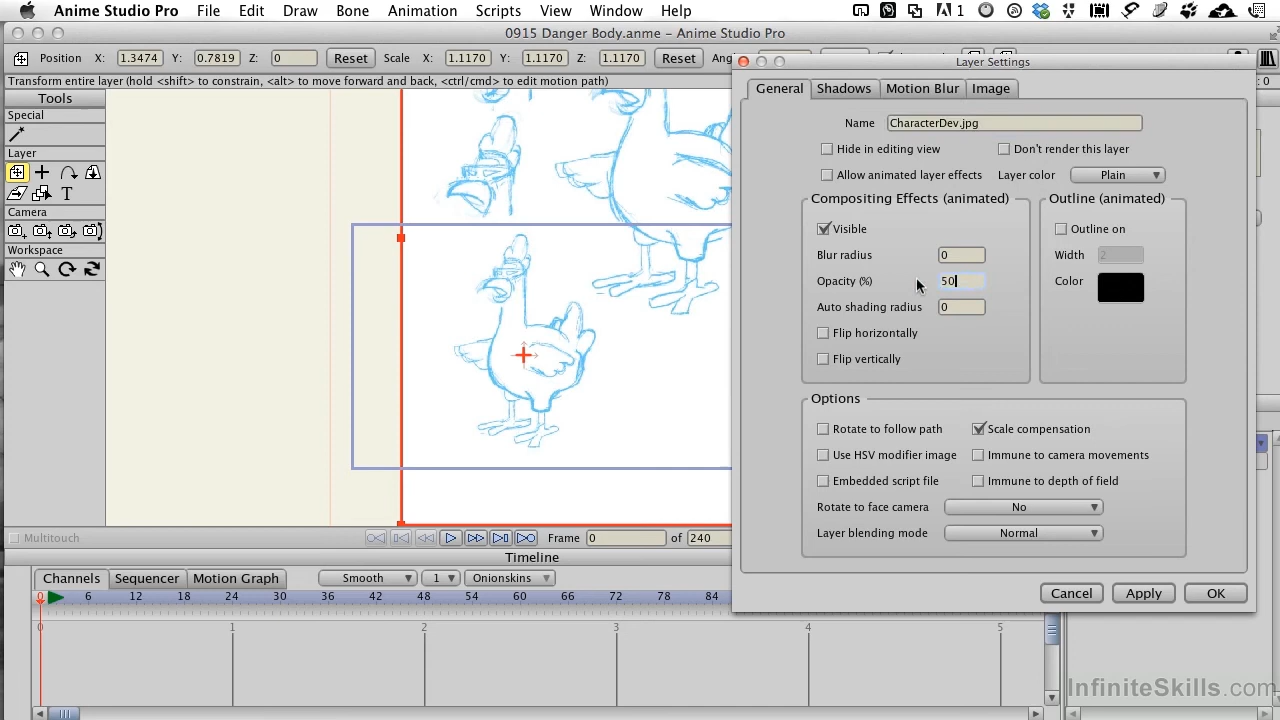 Anime Studio Pro File Edit Draw Bone Animation Scripts View Window Help 1
0915 Danger Body.anme – Anime Studio Pro
Position X: 1.3474 Y: 0.7819 Z: 0 Reset Scale X: 1.1170 Y: 1.1170 Z: 1.1170 Reset
Transform entire layer (hold <shift> to constrain, <alt> to move forward and back, <ctrl/cmd> to edit motion path)
Tools
Special
Layer
T
Camera
Workspace
Layer Settings
General Shadows Motion Blur Image
Name CharacterDev.jpg
Hide in editing view Don't render this layer
Allow animated layer effects Layer color Plain
Compositing Effects (animated) Outline (animated)
Visible Outline on
Blur radius 0 Width 2
Opacity (%) 50 Color
Auto shading radius 0
Flip horizontally
Flip vertically
Options
Rotate to follow path Scale compensation
Use HSV modifier image Immune to camera movements
Embedded script file Immune to depth of field
Rotate to face camera No
Layer blending mode Normal
Cancel Apply OK
Multitouch Frame 0 of 240
Timeline
Channels Sequencer Motion Graph Smooth 1 Onionskins
0 6 12 18 24 30 36 42 48 54 60 66 72 78 84
0 1 2 3 4 5
InfiniteSkills.com